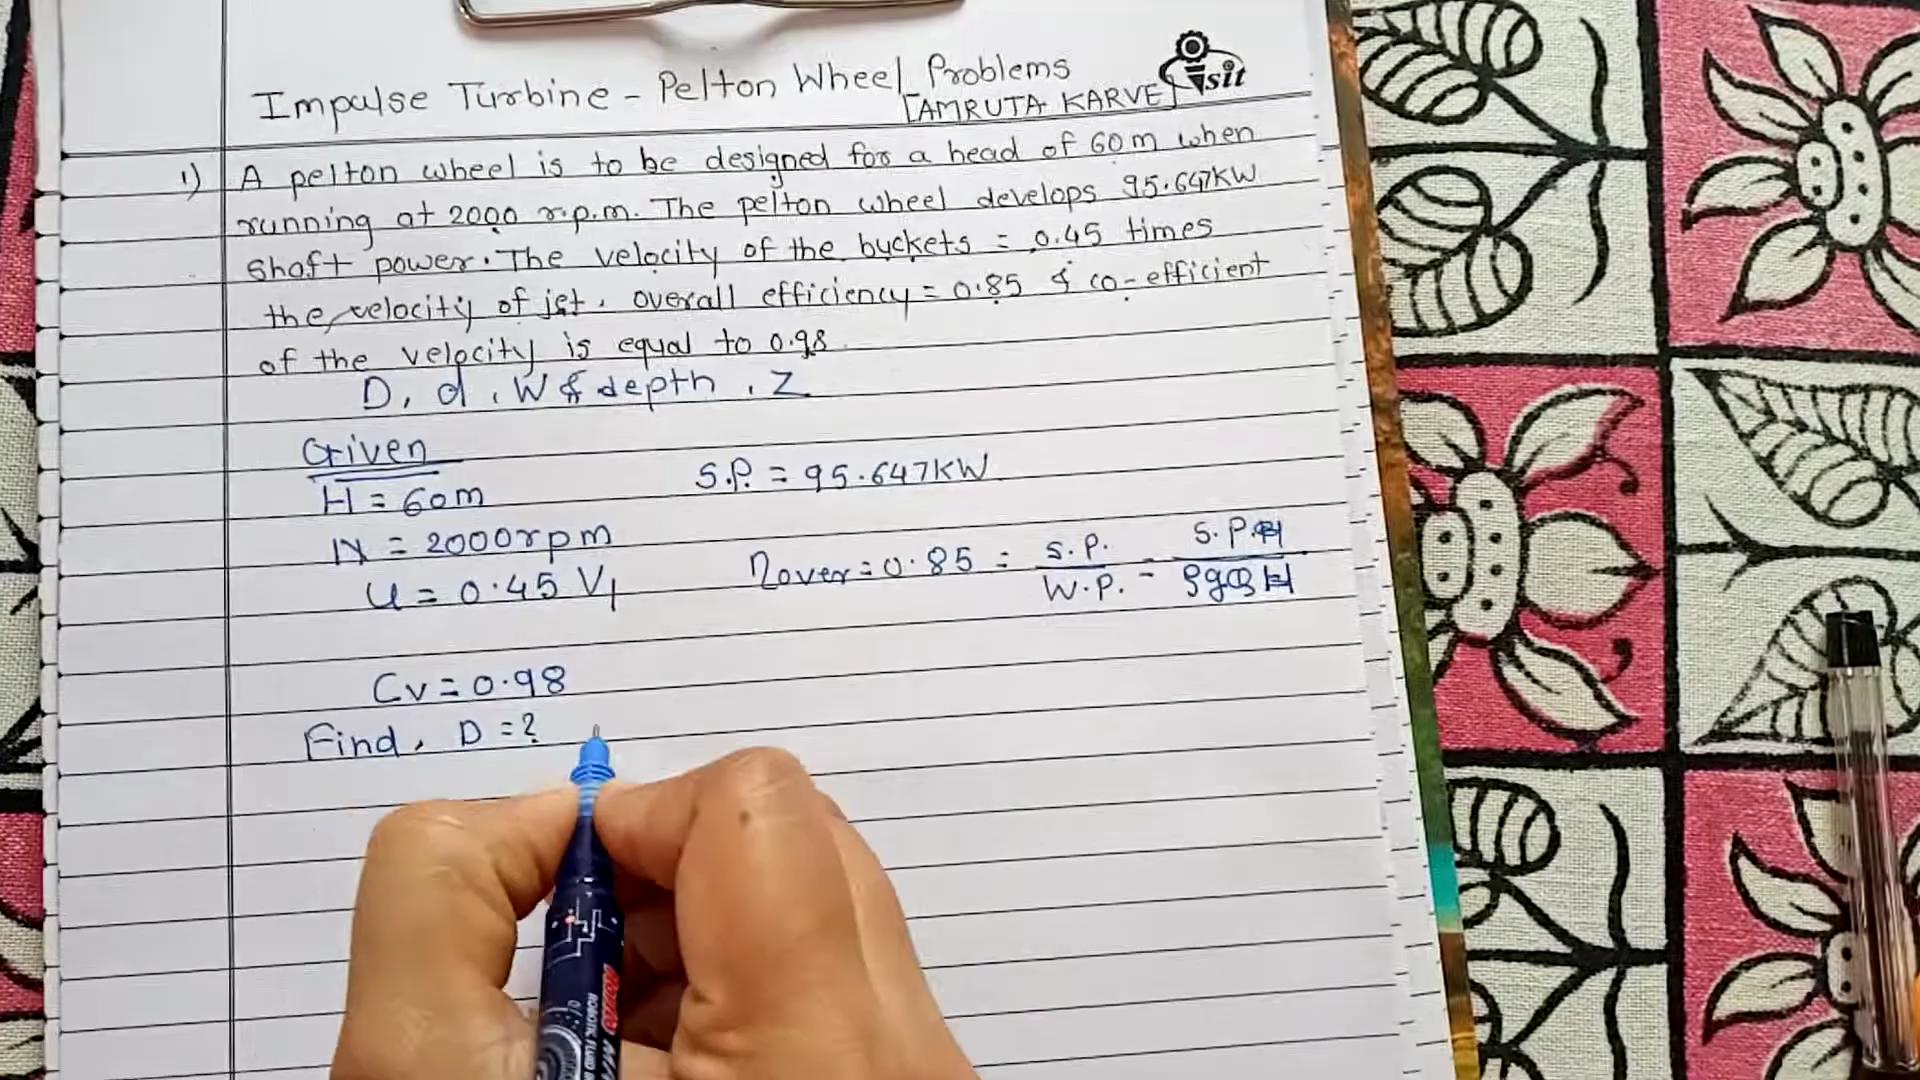 Impulse Turbine - Pelton Wheel Problems
[AMRUTA KARVE]
Vsit
1) A pelton wheel is to be designed for a head of 60m when
running at 2000 r.p.m. The pelton wheel develops 95.647KW
shaft power. The velocity of the buckets = 0.45 times
the velocity of jet, overall efficiency = 0.85 & co-efficient
of the velocity is equal to 0.98
D, d, W & depth, Z
Given
H = 60m
S.P. = 95.647KW
N = 2000rpm
u = 0.45 V1
ηover = 0.85 = S.P. / W.P. = S.P. / ρgQH
Cv = 0.98
Find, D = ?